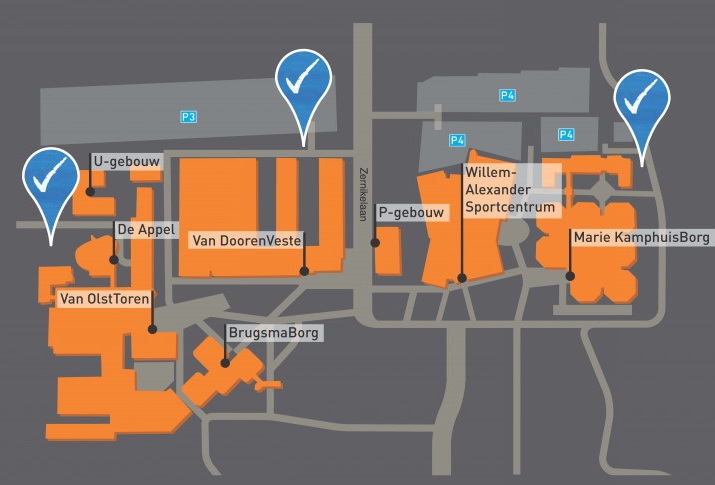 P3
P4
P4
P4
U-gebouw
De Appel
Van OlstToren
Van DoorenVeste
BrugsmaBorg
Zernikelaan
P-gebouw
Willem-
Alexander
Sportcentrum
Marie KamphuisBorg